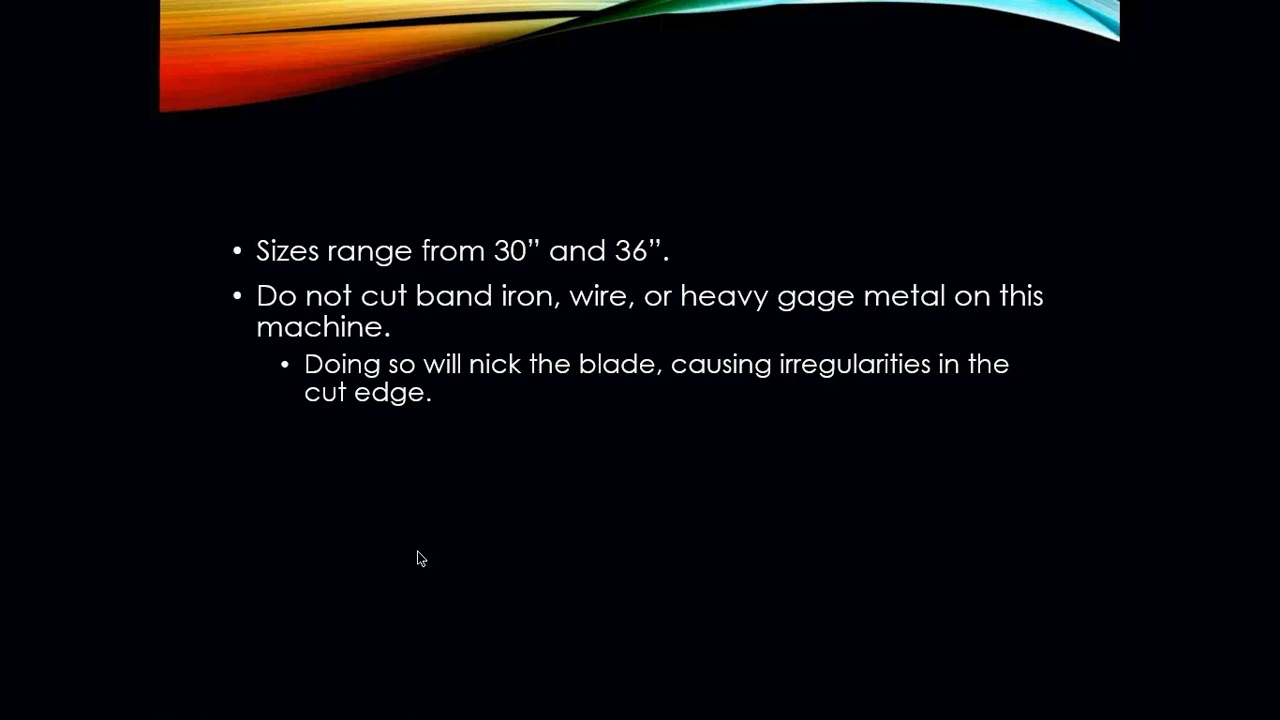 • Sizes range from 30” and 36”.
• Do not cut band iron, wire, or heavy gage metal on this
machine.
• Doing so will nick the blade, causing irregularities in the
cut edge.